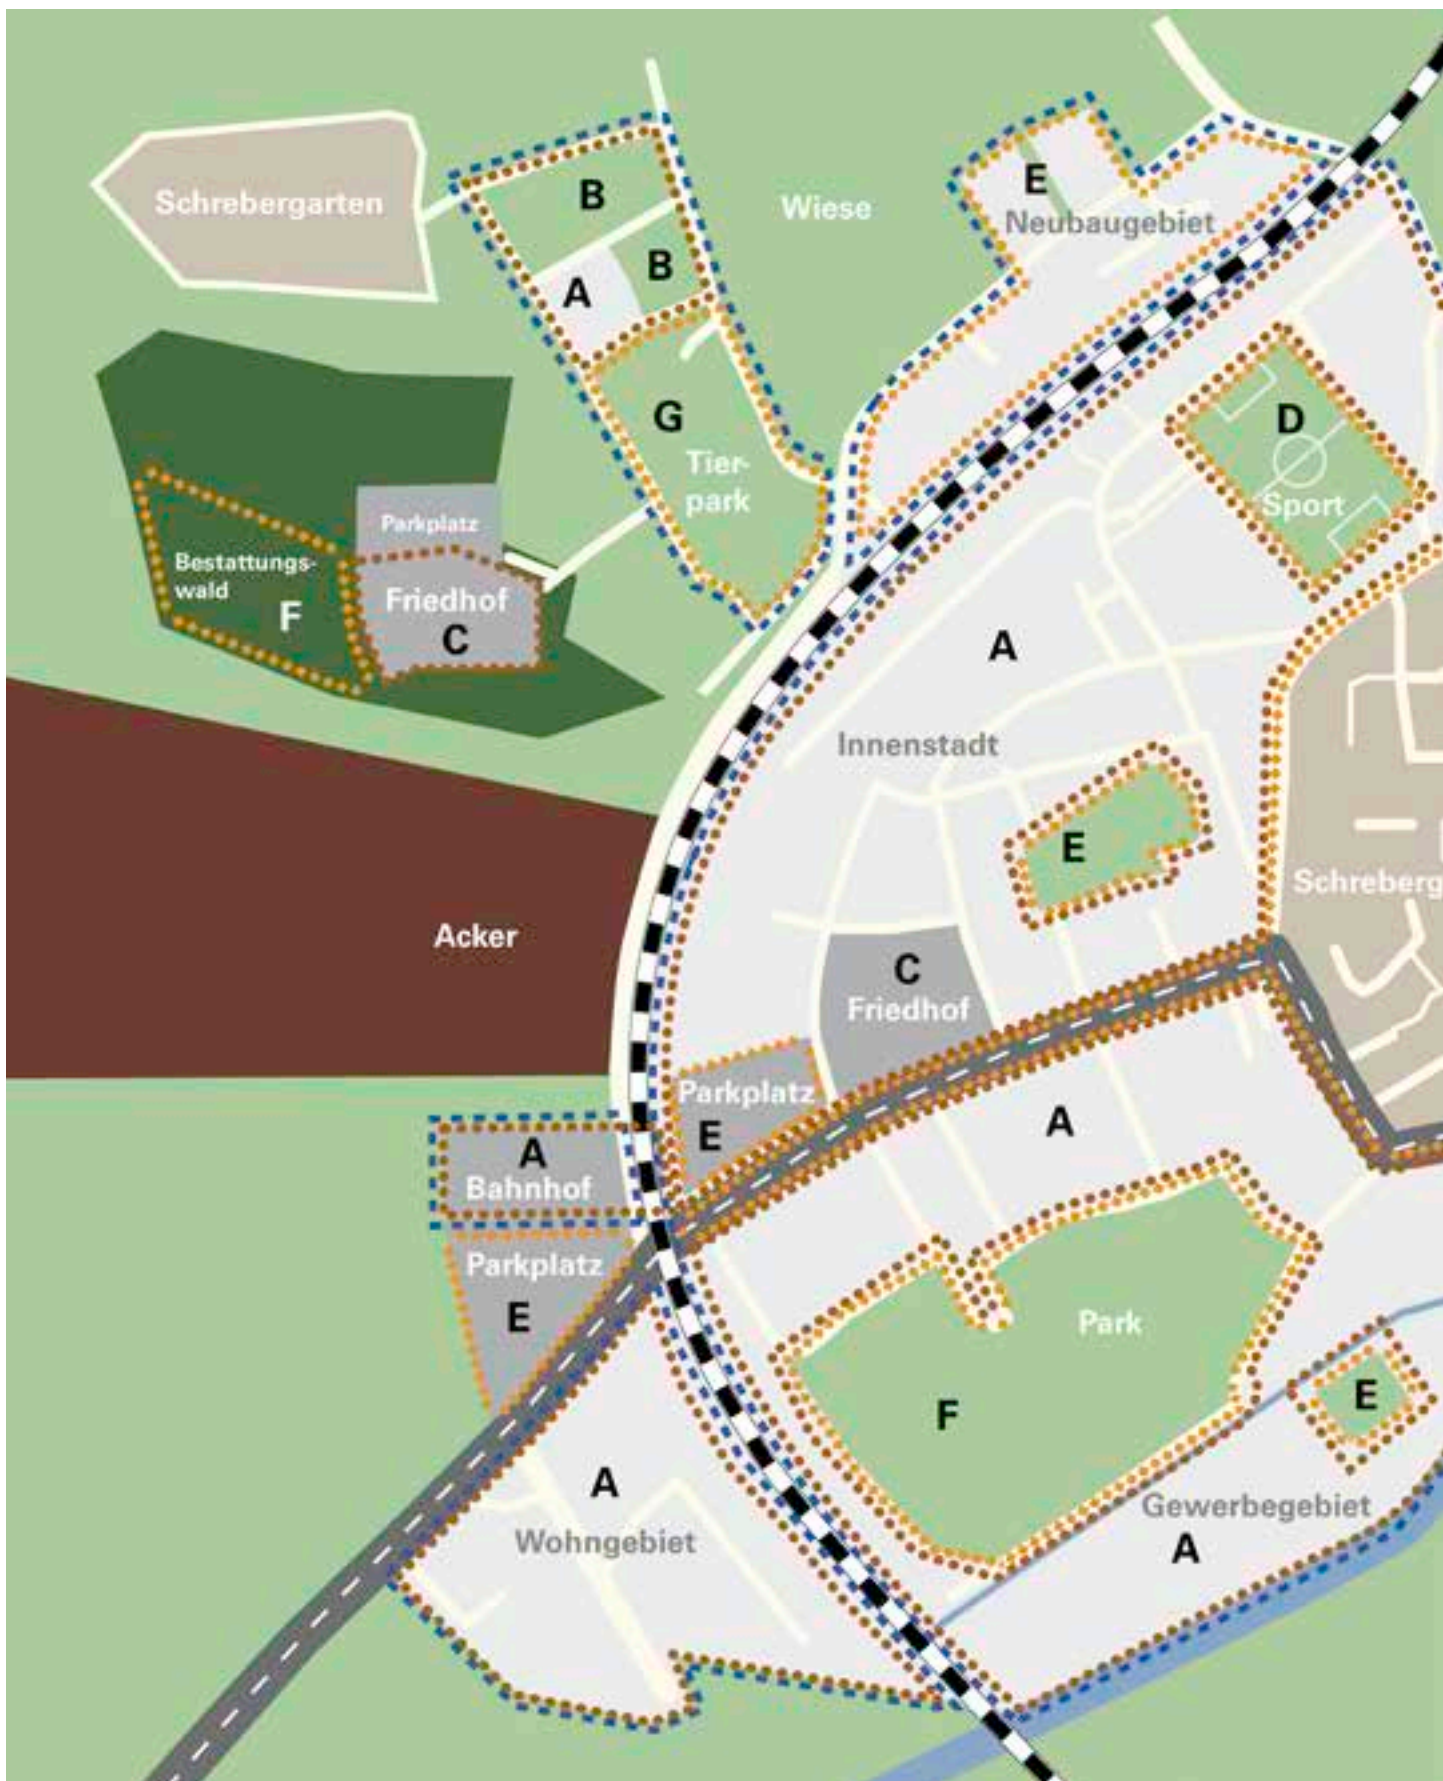 E
Neubaugebiet
B
Schrebergarten
Wiese
B
A
G
Tier-
park
D
Sport
Parkplatz
Bestattungs-
wald
F
Friedhof
C
A
Innenstadt
E
Schreberg
Acker
C
Friedhof
Parkplatz
E
A
A
Bahnhof
Parkplatz
E
Park
F
E
A
Wohngebiet
Gewerbegebiet
A